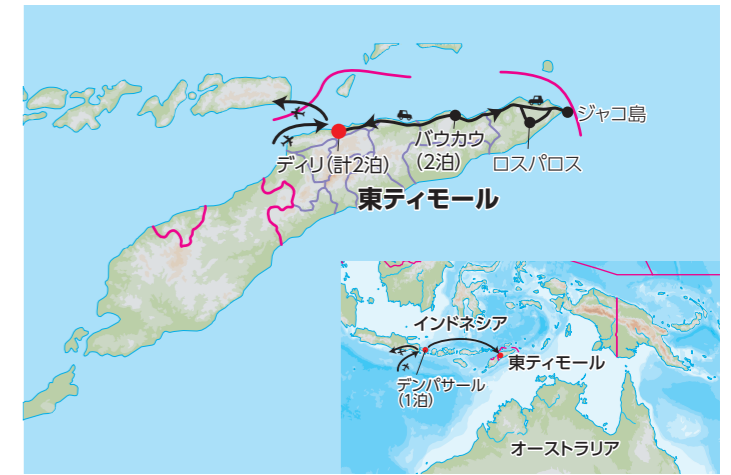 ジャコ島
バウカウ
(2泊)
ロスパロス
ディリ(計2泊)
東ティモール
インドネシア
東ティモール
デンパサール
(1泊)
オーストラリア